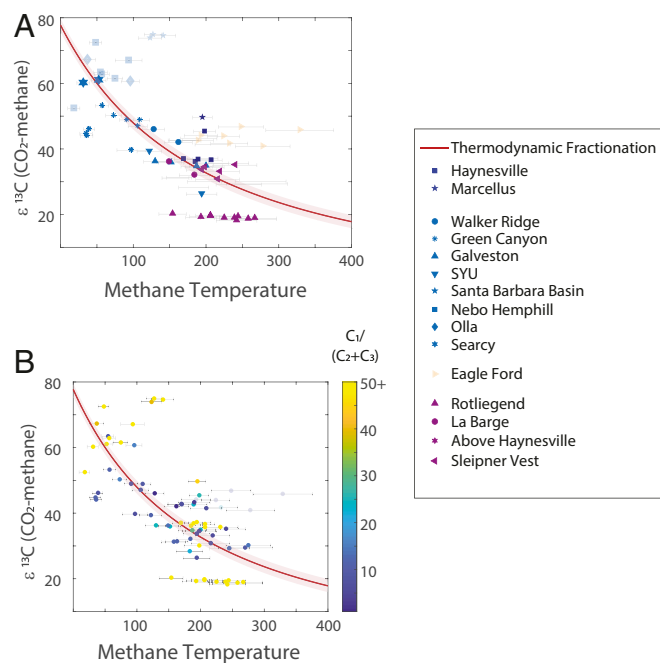 A
80
60
40
20
ε ¹³C (CO₂-methane)
100 200 300 400
Methane Temperature
Thermodynamic Fractionation
Haynesville
Marcellus
Walker Ridge
Green Canyon
Galveston
SYU
Santa Barbara Basin
Nebo Hemphill
Olla
Searcy
Eagle Ford
Rotliegend
La Barge
Above Haynesville
Sleipner Vest
B
80
60
40
20
ε ¹³C (CO₂-methane)
0 100 200 300 400
Methane Temperature
C₁/
(C₂+C₃)
50+
40
30
20
10